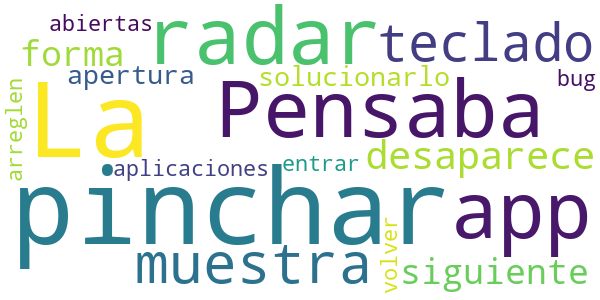 abiertas
radar
teclado
forma
apertura
solucionarlo
bug
La
Pensaba
arreglen
desaparece
aplicaciones
entrar
pinchar
app
muestra
volver
siguiente